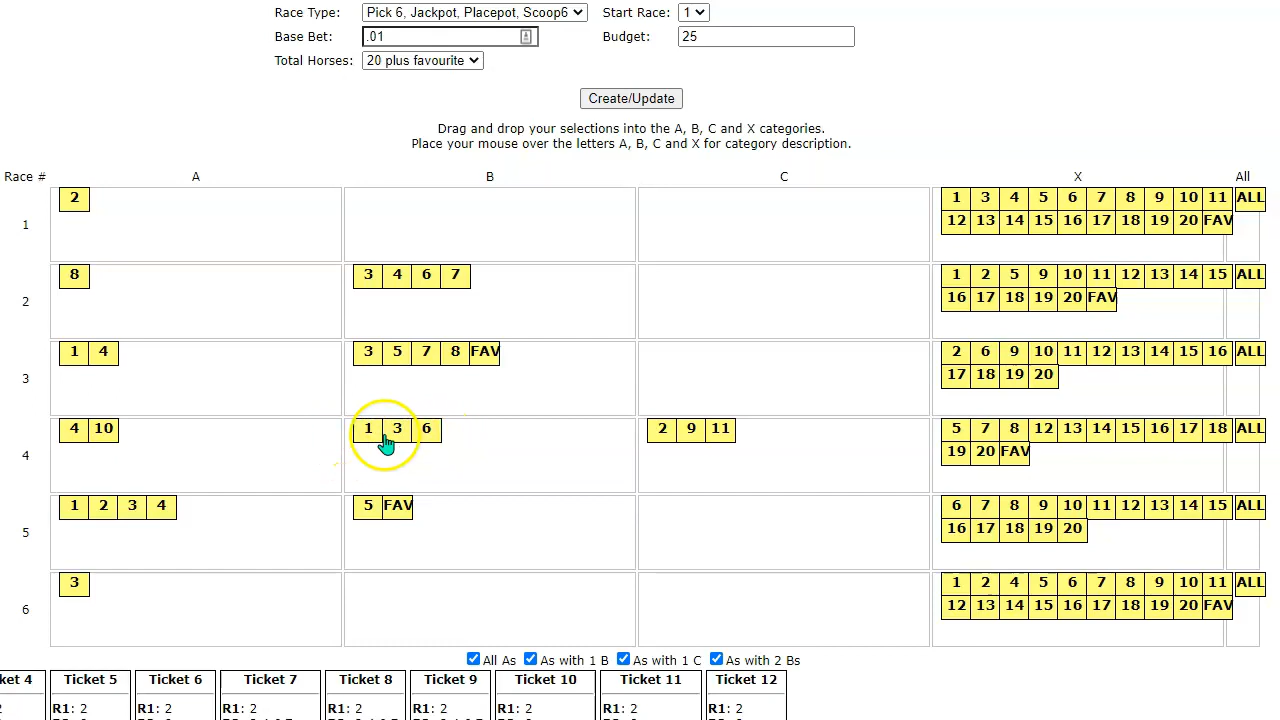 Race Type: Pick 6, Jackpot, Placepot, Scoop6 Start Race: 1
Base Bet: .01 Budget: 25
Total Horses: 20 plus favourite
Create/Update
Drag and drop your selections into the A, B, C and X categories.
Place your mouse over the letters A, B, C and X for category description.
Race # A B C X All
2 1 3 4 5 6 7 8 9 10 11 ALL
1 12 13 14 15 16 17 18 19 20 FAV
8 3 4 6 7 1 2 5 9 10 11 12 13 14 15 ALL
2 16 17 18 19 20 FAV
1 4 3 5 7 8 FAV 2 6 9 10 11 12 13 14 15 16 ALL
3 17 18 19 20
4 10 1 3 6 2 9 11 5 7 8 12 13 14 15 16 17 18 ALL
4 19 20 FAV
1 2 3 4 5 FAV 6 7 8 9 10 11 12 13 14 15 ALL
5 16 17 18 19 20
3 1 2 4 5 6 7 8 9 10 11 ALL
6 12 13 14 15 16 17 18 19 20 FAV
All As As with 1 B As with 1 C As with 2 Bs
ket 4 Ticket 5 Ticket 6 Ticket 7 Ticket 8 Ticket 9 Ticket 10 Ticket 11 Ticket 12
2 R1: 2 R1: 2 R1: 2 R1: 2 R1: 2 R1: 2 R1: 2 R1: 2